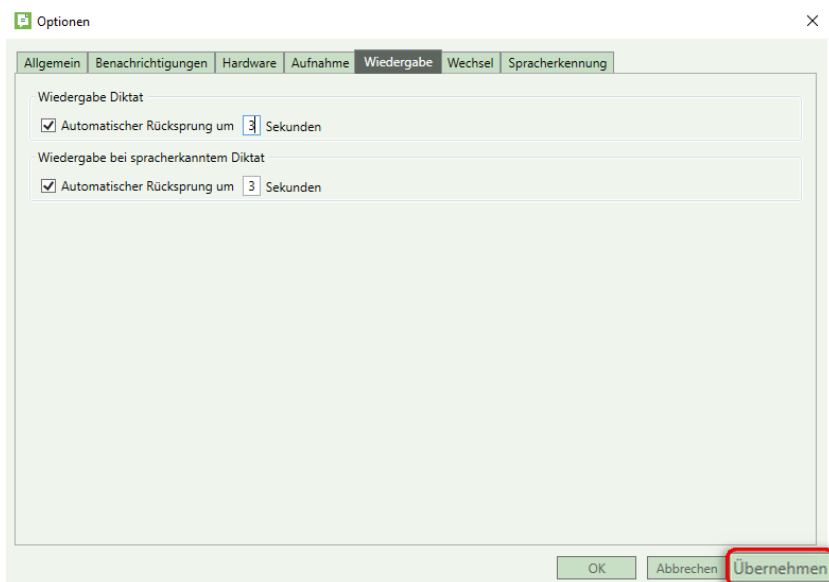 Optionen
Allgemein Benachrichtigungen Hardware Aufnahme Wiedergabe Wechsel Spracherkennung
Wiedergabe Diktat
Automatischer Rücksprung um 3 Sekunden
Wiedergabe bei spracherkanntem Diktat
Automatischer Rücksprung um 3 Sekunden
OK Abbrechen Übernehmen